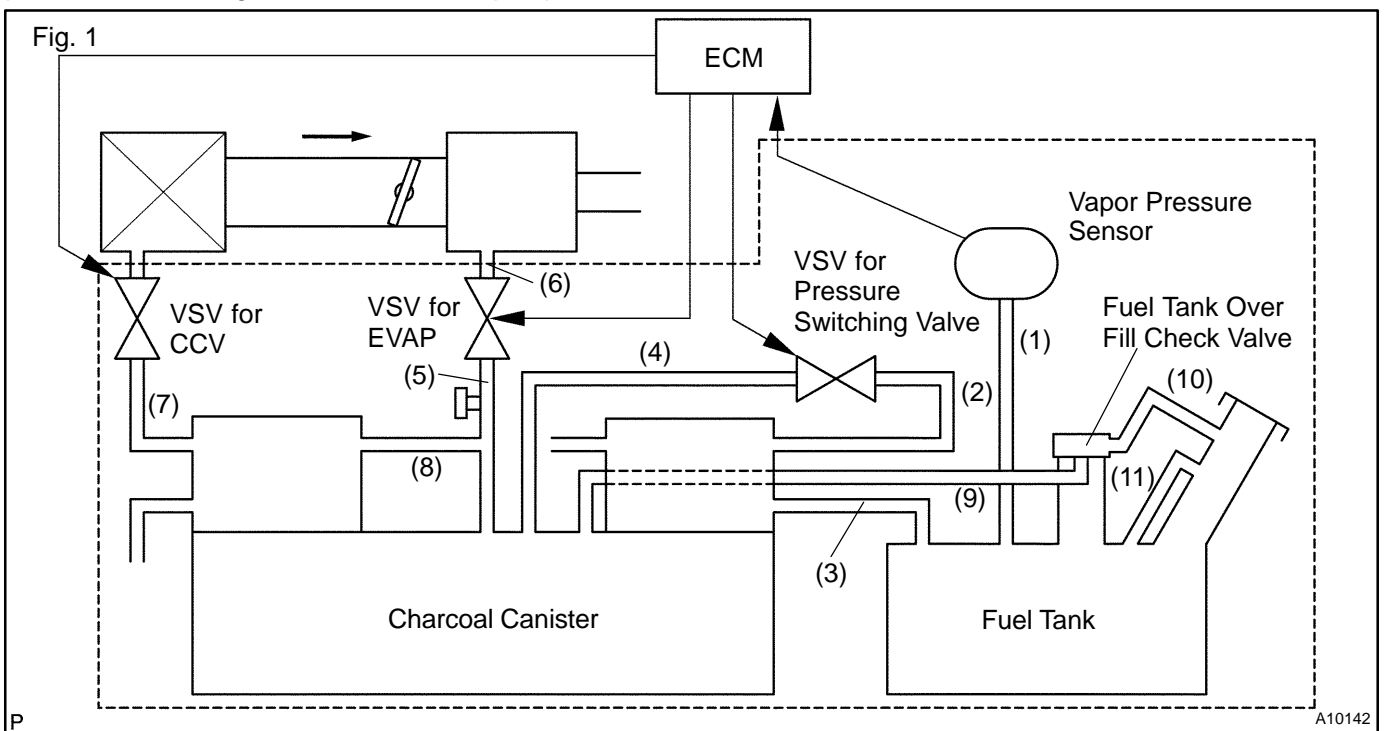 Fig. 1
ECM
Vapor Pressure
Sensor
(6)
VSV for
CCV
VSV for
EVAP
VSV for
Pressure
Switching Valve
Fuel Tank Over
Fill Check Valve
(1)
(4)
(5)
(2)
(10)
(7)
(8)
(9)
(11)
(3)
Charcoal Canister
Fuel Tank
P
A10142